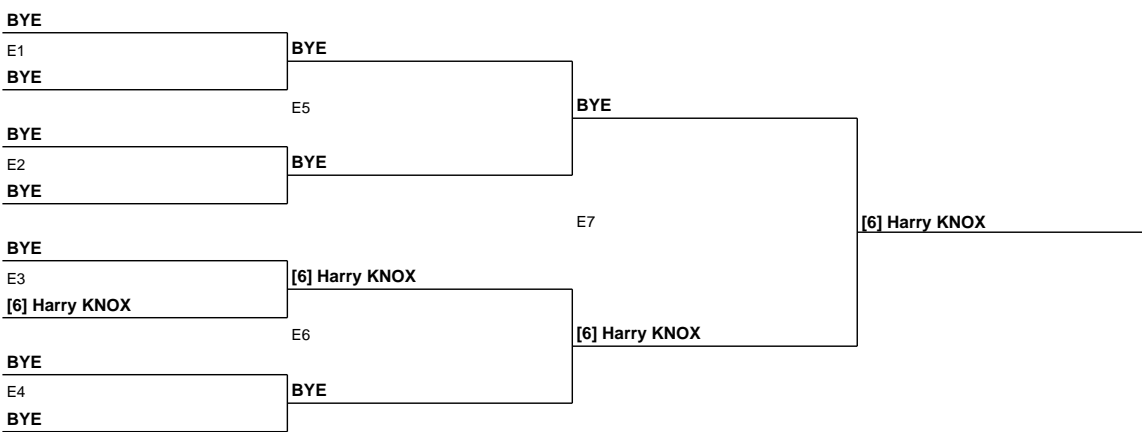 BYE
E1
BYE
BYE
E5
BYE
BYE
E2
BYE
BYE
E7
[6] Harry KNOX
BYE
E3
[6] Harry KNOX
[6] Harry KNOX
E6
[6] Harry KNOX
BYE
E4
BYE
BYE